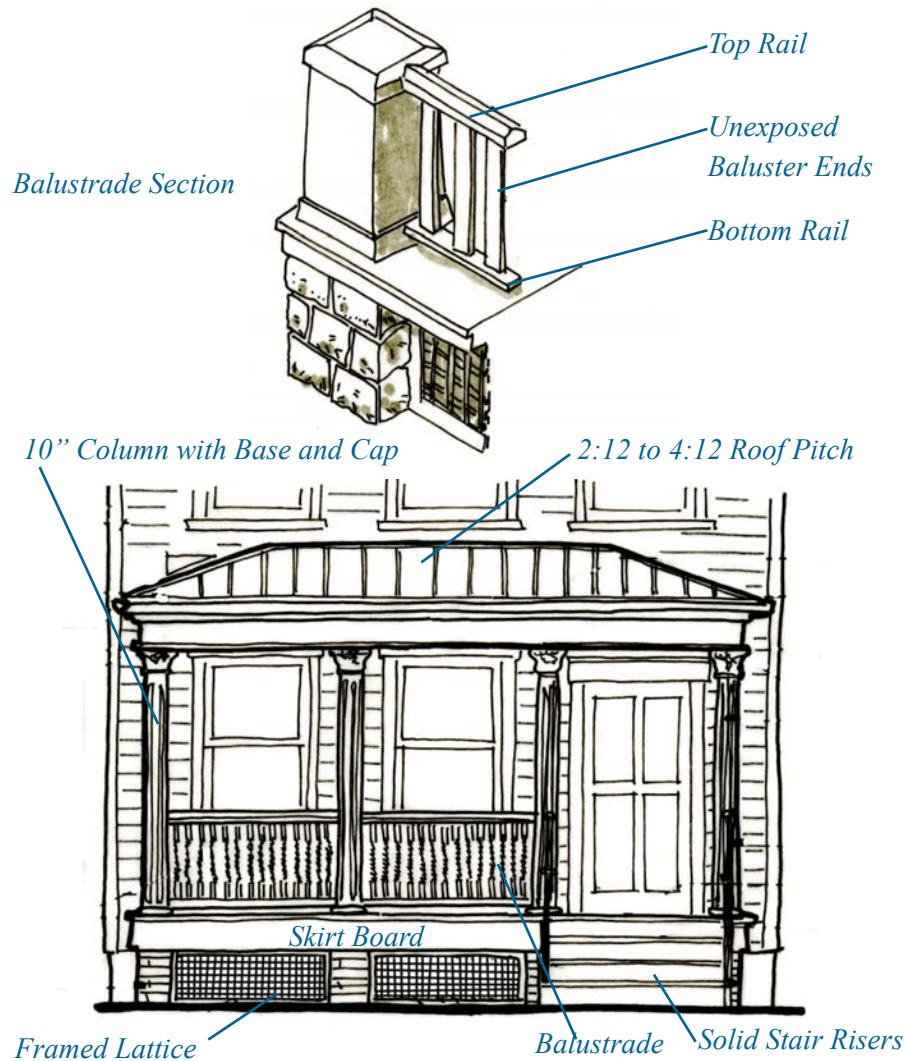 Top Rail
Unexposed
Baluster Ends
Balustrade Section
Bottom Rail
10” Column with Base and Cap
2:12 to 4:12 Roof Pitch
Skirt Board
Framed Lattice
Balustrade
Solid Stair Risers